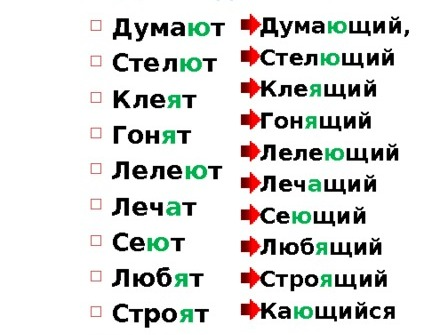 Думают
Стелют
Клеят
Гонят
Лелеют
Лечат
Сеют
Любят
Строят
Думающий,
Стелющий
Клеящий
Гонящий
Лелеющий
Лечащий
Сеющий
Любящий
Строящий
Кающийся